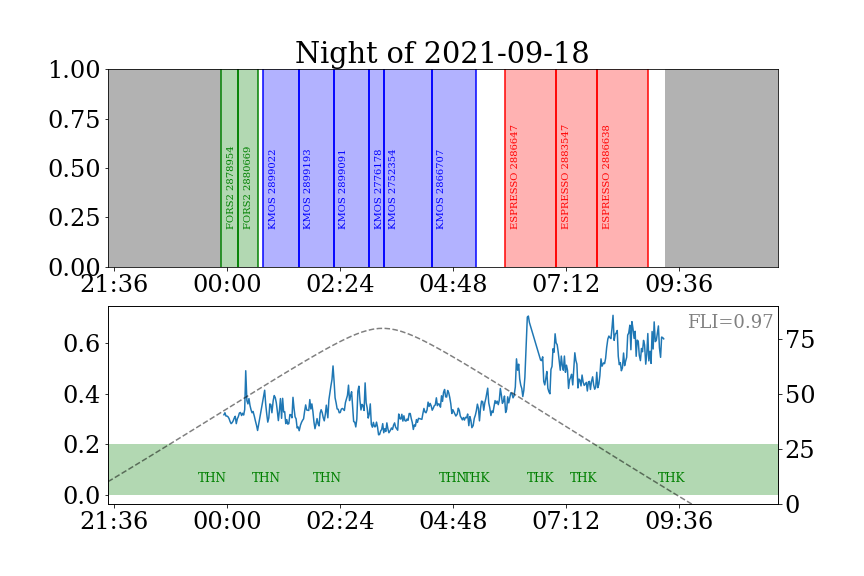 Night of 2021-09-18
1.00
0.75
0.50
0.25
0.00
FORS2 2878954
FORS2 2880669
KMOS 2899022
KMOS 2899193
KMOS 2899091
KMOS 2776178
KMOS 2752354
KMOS 2866707
ESPRESSO 2886647
ESPRESSO 2883547
ESPRESSO 2886638
21:36 00:00 02:24 04:48 07:12 09:36
FLI=0.97
0.6
0.4
0.2
0.0
75
50
25
0
THN THN THN THN THK THK THK THK
21:36 00:00 02:24 04:48 07:12 09:36